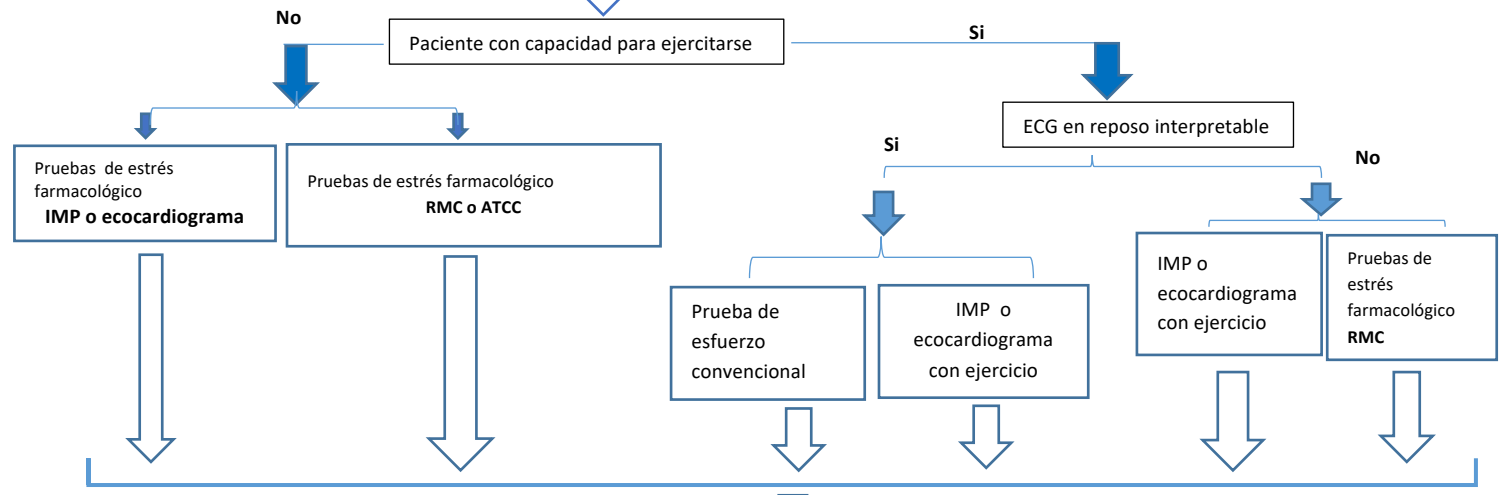 No
Paciente con capacidad para ejercitarse
Si
ECG en reposo interpretable
Si
No
Pruebas de estrés
farmacológico
IMP o ecocardiograma
Pruebas de estrés farmacológico
RMC o ATCC
Prueba de
esfuerzo
convencional
IMP o
ecocardiograma
con ejercicio
IMP o
ecocardiograma
con ejercicio
Pruebas de
estrés
farmacológico
RMC